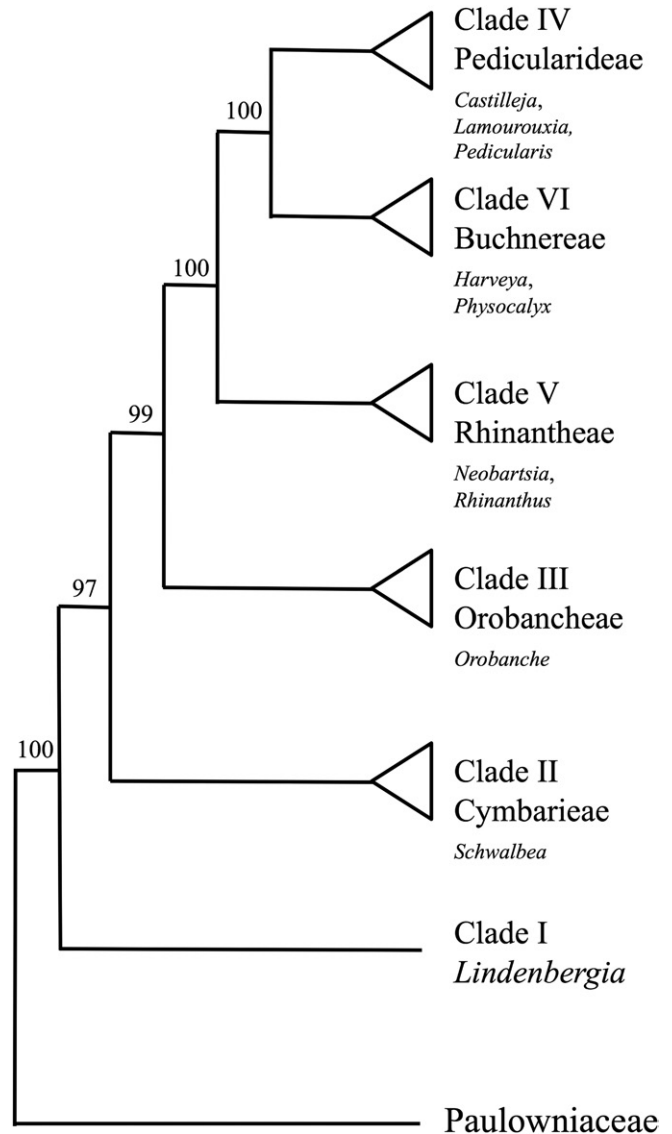 Clade IV
Pedicularideae
Castilleja,
Lamourouxia,
Pedicularis
100
Clade VI
Buchnereae
Harveya,
Physocalyx
100
Clade V
Rhinantheae
Neobartsia,
Rhinanthus
99
Clade III
Orobancheae
Orobanche
97
Clade II
Cymbarieae
Schwalbea
100
Clade I
Lindenbergia
Paulowniaceae